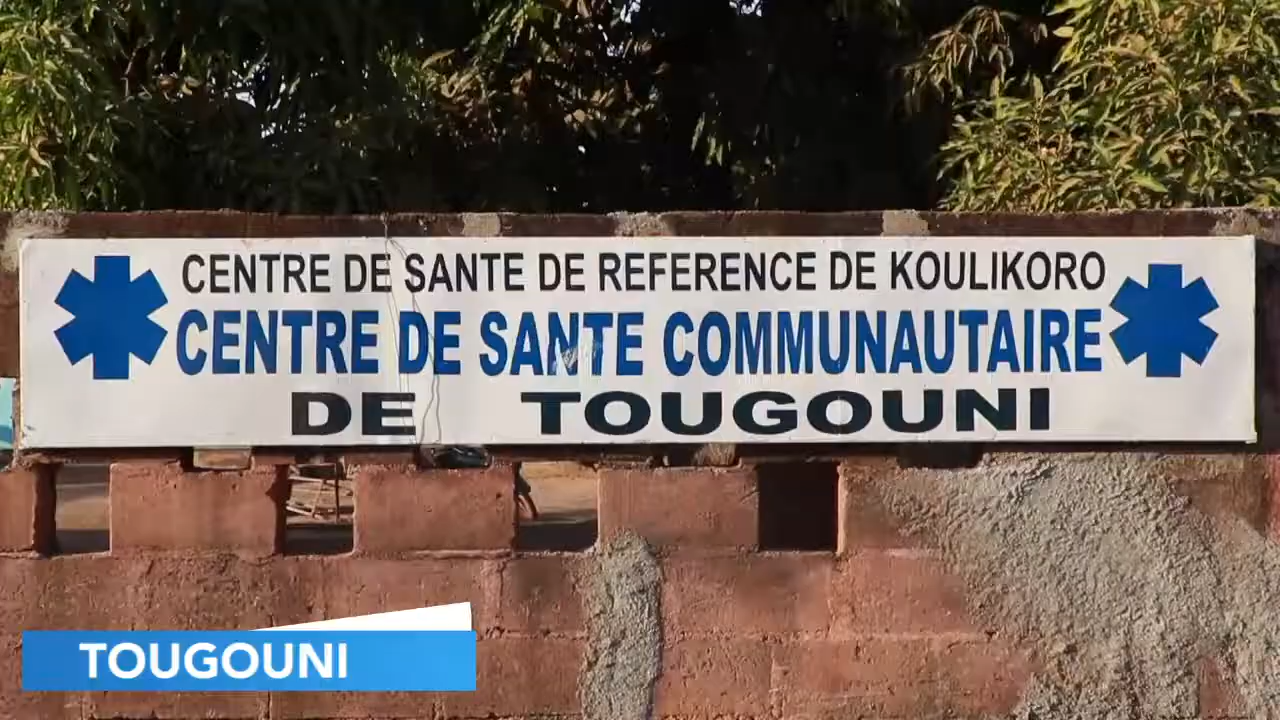 CENTRE DE SANTE DE REFERENCE DE KOULIKORO
CENTRE DE SANTE COMMUNAUTAIRE
DE TOUGOUNI
TOUGOUNI